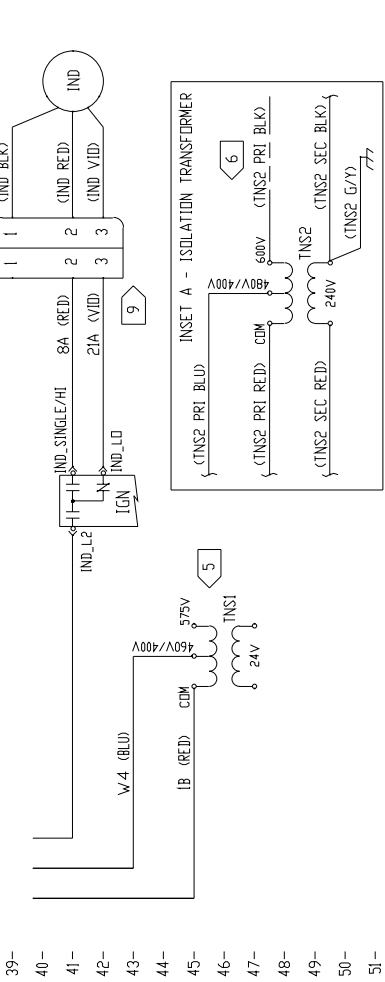 39-
40-
41-
42-
43-
44-
45-
46-
47-
48-
49-
50-
51-
W4 (BLU)
1B (RED)
COM
460V/400V
575V
TNS1
24V
5
IND_L2
IGN
IND_SINGLE/HI
IND_LO
8A (RED)
21A (VIO)
9
1
2
3
1
2
3
(IND BLK)
(IND RED)
(IND VIO)
IND
INSET A - ISOLATION TRANSFORMER
6
(TNS2 PRI BLU)
480V/400V
(TNS2 PRI RED)
COM
600V
(TNS2 PRI BLK)
TNS2
(TNS2 SEC RED)
240V
(TNS2 SEC BLK)
(TNS2 G/Y)